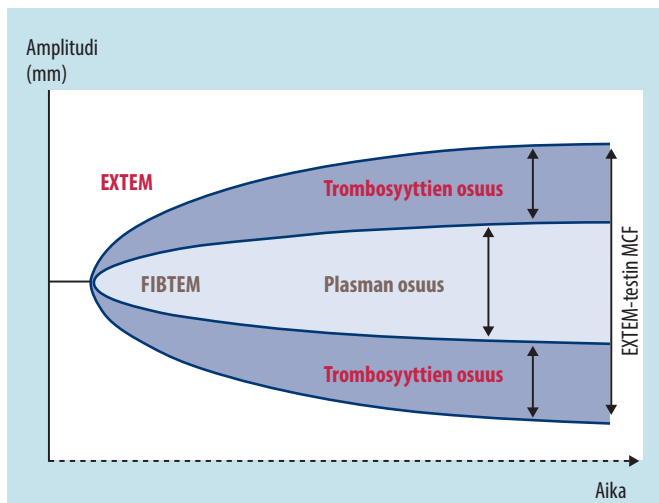 Amplitudi
(mm)
EXTEM
Trombosyyttien osuus
FIBTEM
Plasman osuus
Trombosyyttien osuus
EXTEM-testin MCF
Aika